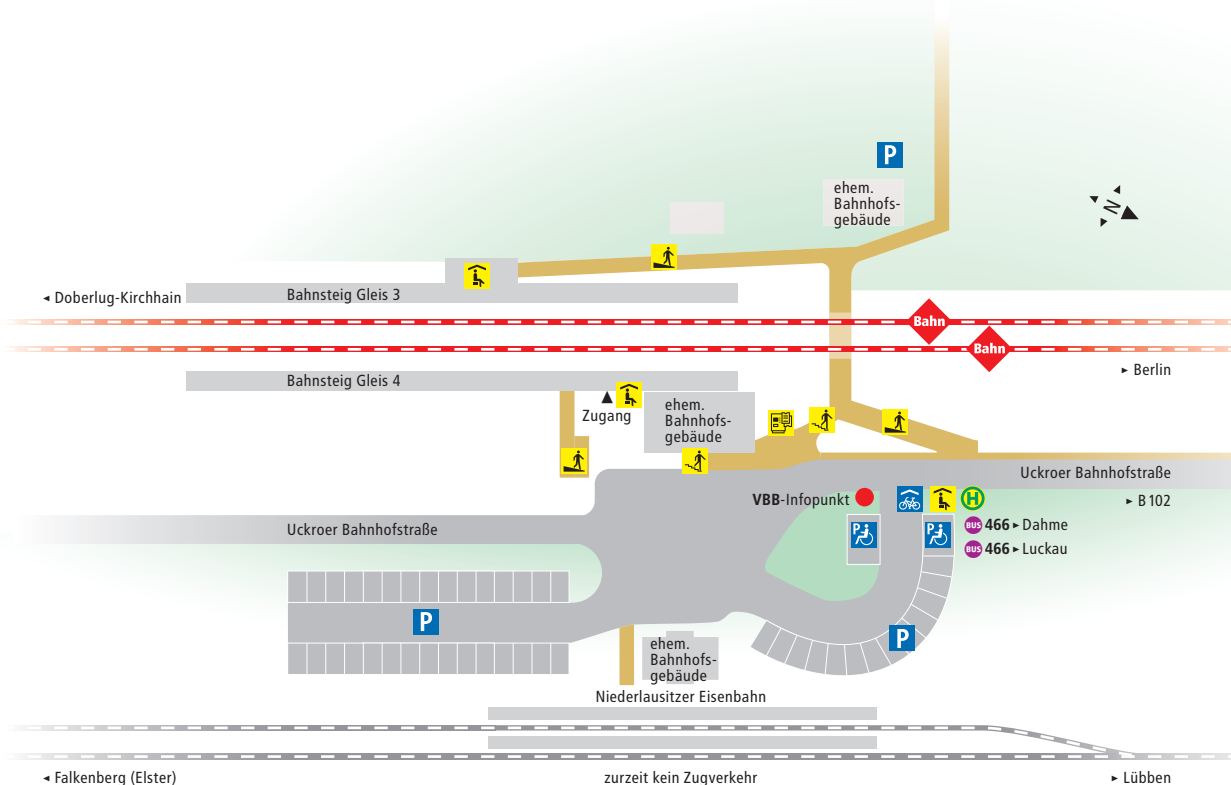 P
ehem.
Bahnhofs-
gebäude
N
◄ Doberlug-Kirchhain
Bahnsteig Gleis 3
Bahn
Bahn
► Berlin
Bahnsteig Gleis 4
▲
Zugang
ehem.
Bahnhofs-
gebäude
Uckroer Bahnhofstraße
VBB-Infopunkt
H
► B 102
Uckroer Bahnhofstraße
P
P
BUS 466 ► Dahme
BUS 466 ► Luckau
P
P
ehem.
Bahnhofs-
gebäude
Niederlausitzer Eisenbahn
◄ Falkenberg (Elster)
zurzeit kein Zugverkehr
► Lübben